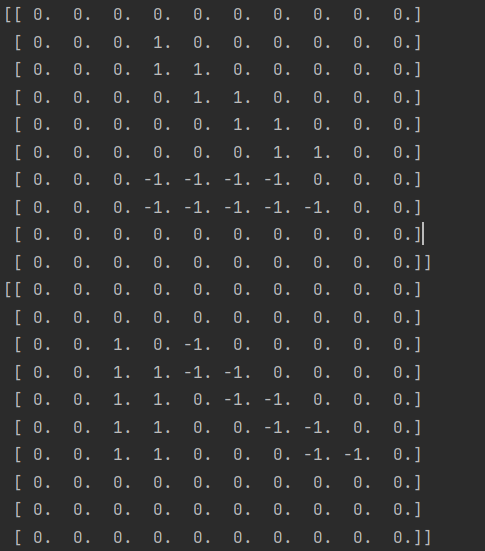 [[ 0.  0.  0.  0.  0.  0.  0.  0.  0.  0.]
 [ 0.  0.  0.  1.  0.  0.  0.  0.  0.  0.]
 [ 0.  0.  0.  1.  1.  0.  0.  0.  0.  0.]
 [ 0.  0.  0.  0.  1.  1.  0.  0.  0.  0.]
 [ 0.  0.  0.  0.  0.  1.  1.  0.  0.  0.]
 [ 0.  0.  0.  0.  0.  0.  1.  1.  0.  0.]
 [ 0.  0.  0. -1. -1. -1. -1.  0.  0.  0.]
 [ 0.  0.  0. -1. -1. -1. -1. -1.  0.  0.]
 [ 0.  0.  0.  0.  0.  0.  0.  0.  0.  0.]
 [ 0.  0.  0.  0.  0.  0.  0.  0.  0.  0.]]
[[ 0.  0.  0.  0.  0.  0.  0.  0.  0.  0.]
 [ 0.  0.  0.  0.  0.  0.  0.  0.  0.  0.]
 [ 0.  0.  1.  0. -1.  0.  0.  0.  0.  0.]
 [ 0.  0.  1.  1. -1. -1.  0.  0.  0.  0.]
 [ 0.  0.  1.  1.  0. -1. -1.  0.  0.  0.]
 [ 0.  0.  1.  1.  0.  0. -1. -1.  0.  0.]
 [ 0.  0.  1.  1.  0.  0.  0. -1. -1.  0.]
 [ 0.  0.  0.  0.  0.  0.  0.  0.  0.  0.]
 [ 0.  0.  0.  0.  0.  0.  0.  0.  0.  0.]
 [ 0.  0.  0.  0.  0.  0.  0.  0.  0.  0.]]